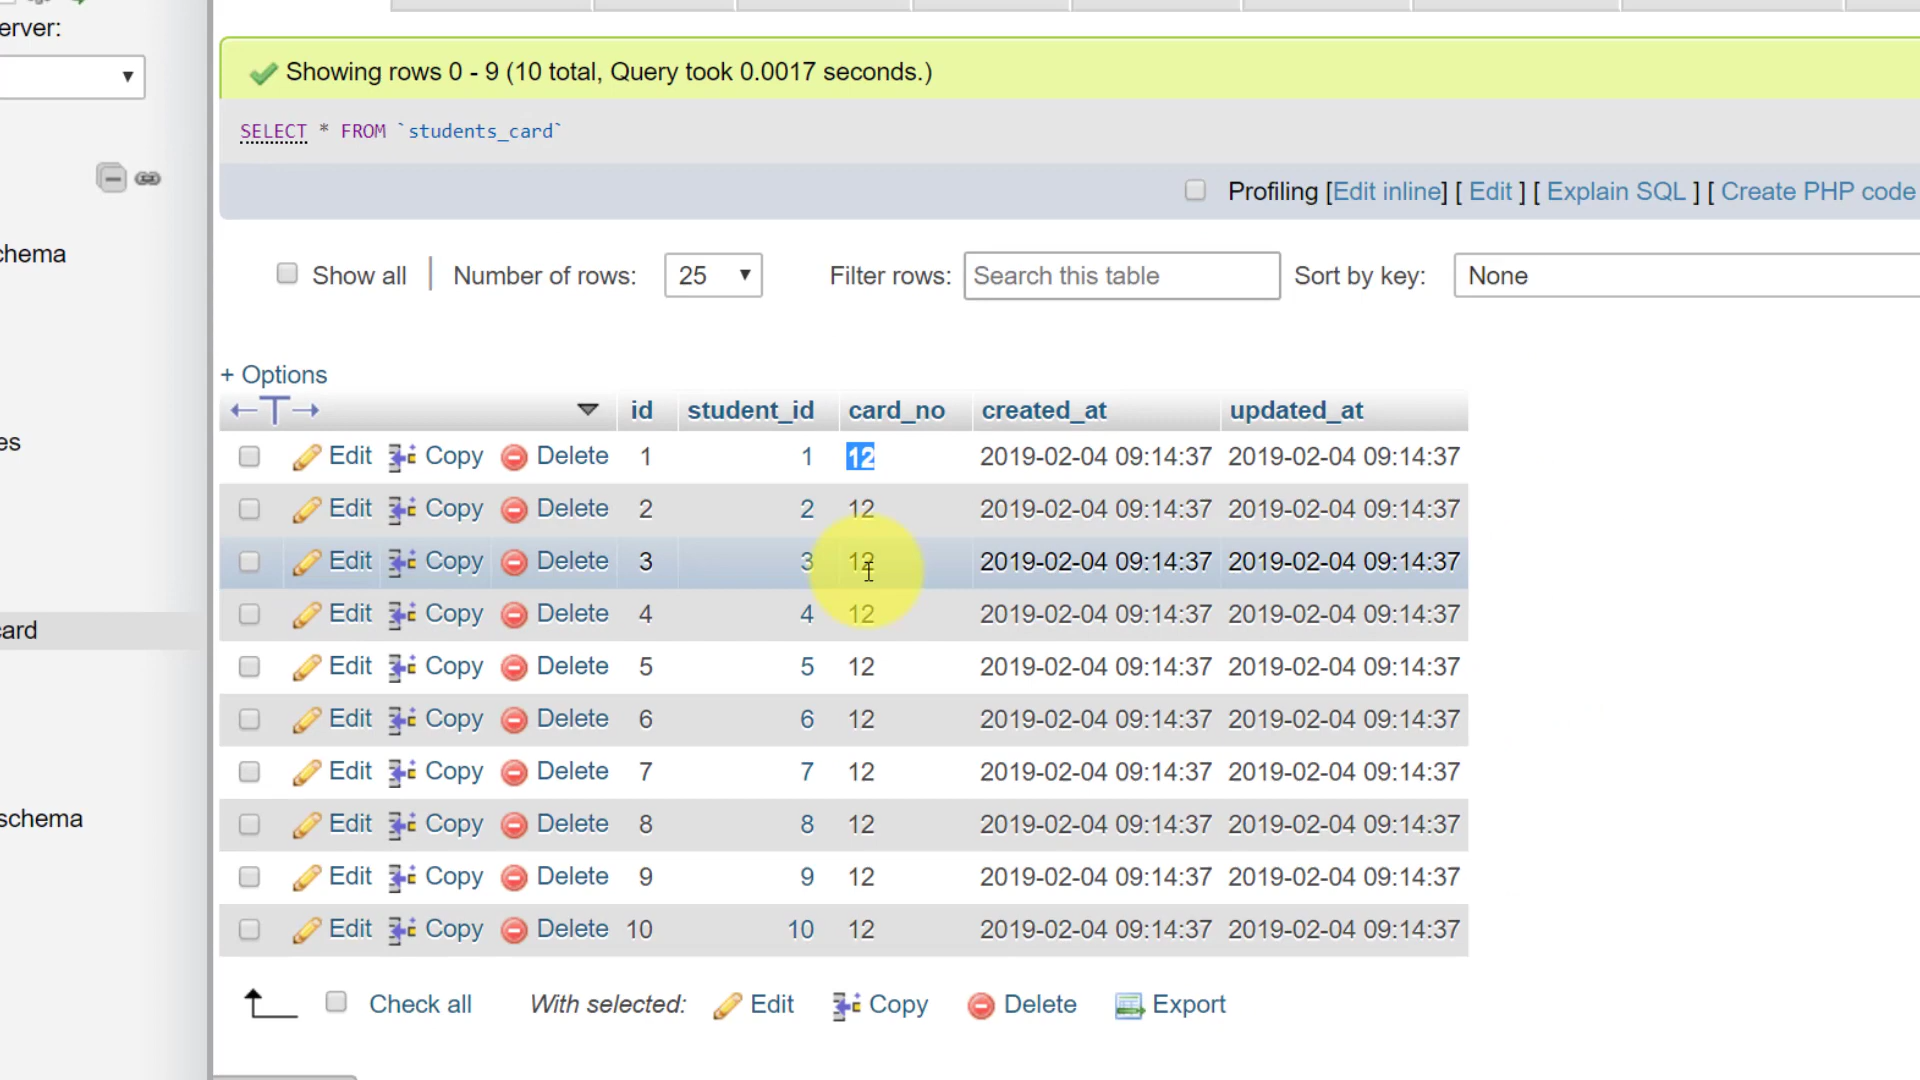 erver:
Showing rows 0 - 9 (10 total, Query took 0.0017 seconds.)
SELECT * FROM `students_card`
Profiling [Edit inline] [ Edit ] [ Explain SQL ] [ Create PHP code
chema
Show all Number of rows: 25 Filter rows: Search this table Sort by key: None
+ Options
id student_id card_no created_at updated_at
es
Edit Copy Delete 1 1 12 2019-02-04 09:14:37 2019-02-04 09:14:37
Edit Copy Delete 2 2 12 2019-02-04 09:14:37 2019-02-04 09:14:37
Edit Copy Delete 3 3 12 2019-02-04 09:14:37 2019-02-04 09:14:37
ard
Edit Copy Delete 4 4 12 2019-02-04 09:14:37 2019-02-04 09:14:37
Edit Copy Delete 5 5 12 2019-02-04 09:14:37 2019-02-04 09:14:37
Edit Copy Delete 6 6 12 2019-02-04 09:14:37 2019-02-04 09:14:37
Edit Copy Delete 7 7 12 2019-02-04 09:14:37 2019-02-04 09:14:37
schema
Edit Copy Delete 8 8 12 2019-02-04 09:14:37 2019-02-04 09:14:37
Edit Copy Delete 9 9 12 2019-02-04 09:14:37 2019-02-04 09:14:37
Edit Copy Delete 10 10 12 2019-02-04 09:14:37 2019-02-04 09:14:37
Check all With selected: Edit Copy Delete Export